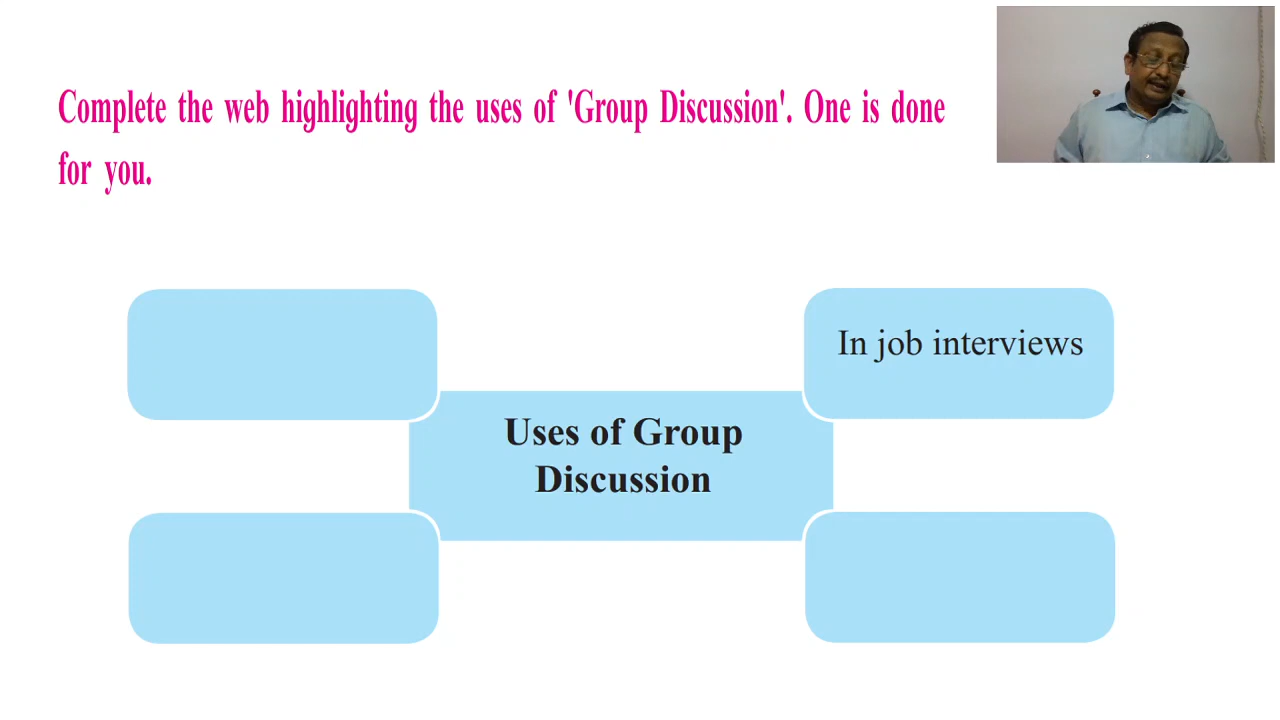 Complete the web highlighting the uses of 'Group Discussion'. One is done
for you.
In job interviews
Uses of Group
Discussion